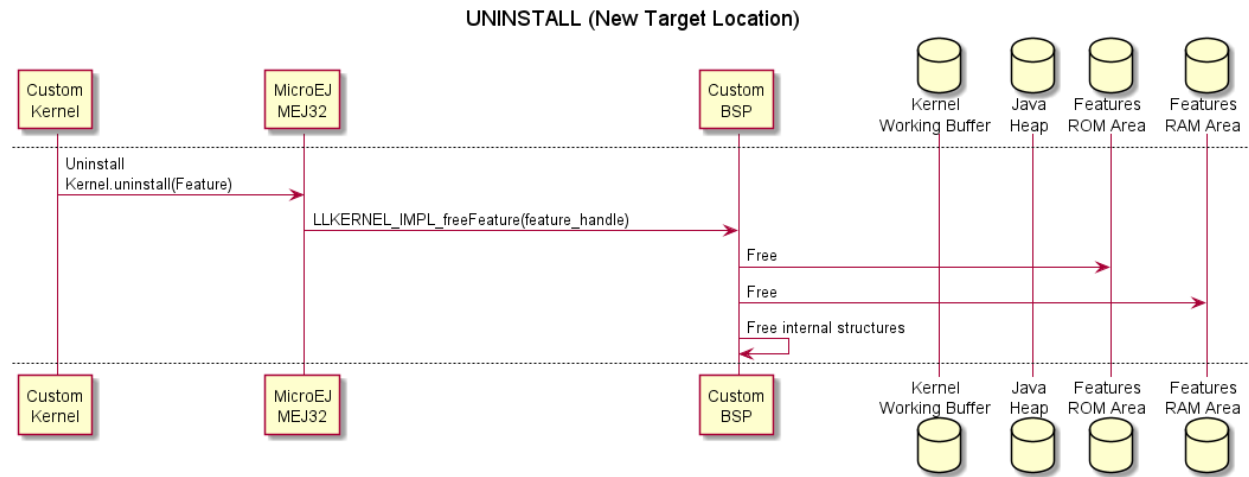 UNINSTALL (New Target Location)
Custom
Kernel
MicroEJ
MEJ32
Custom
BSP
Kernel
Working Buffer
Java
Heap
Features
ROM Area
Features
RAM Area
Uninstall
Kernel.uninstall(Feature)
LLKERNEL_IMPL_freeFeature(feature_handle)
Free
Free
Free internal structures
Custom
Kernel
MicroEJ
MEJ32
Custom
BSP
Kernel
Working Buffer
Java
Heap
Features
ROM Area
Features
RAM Area